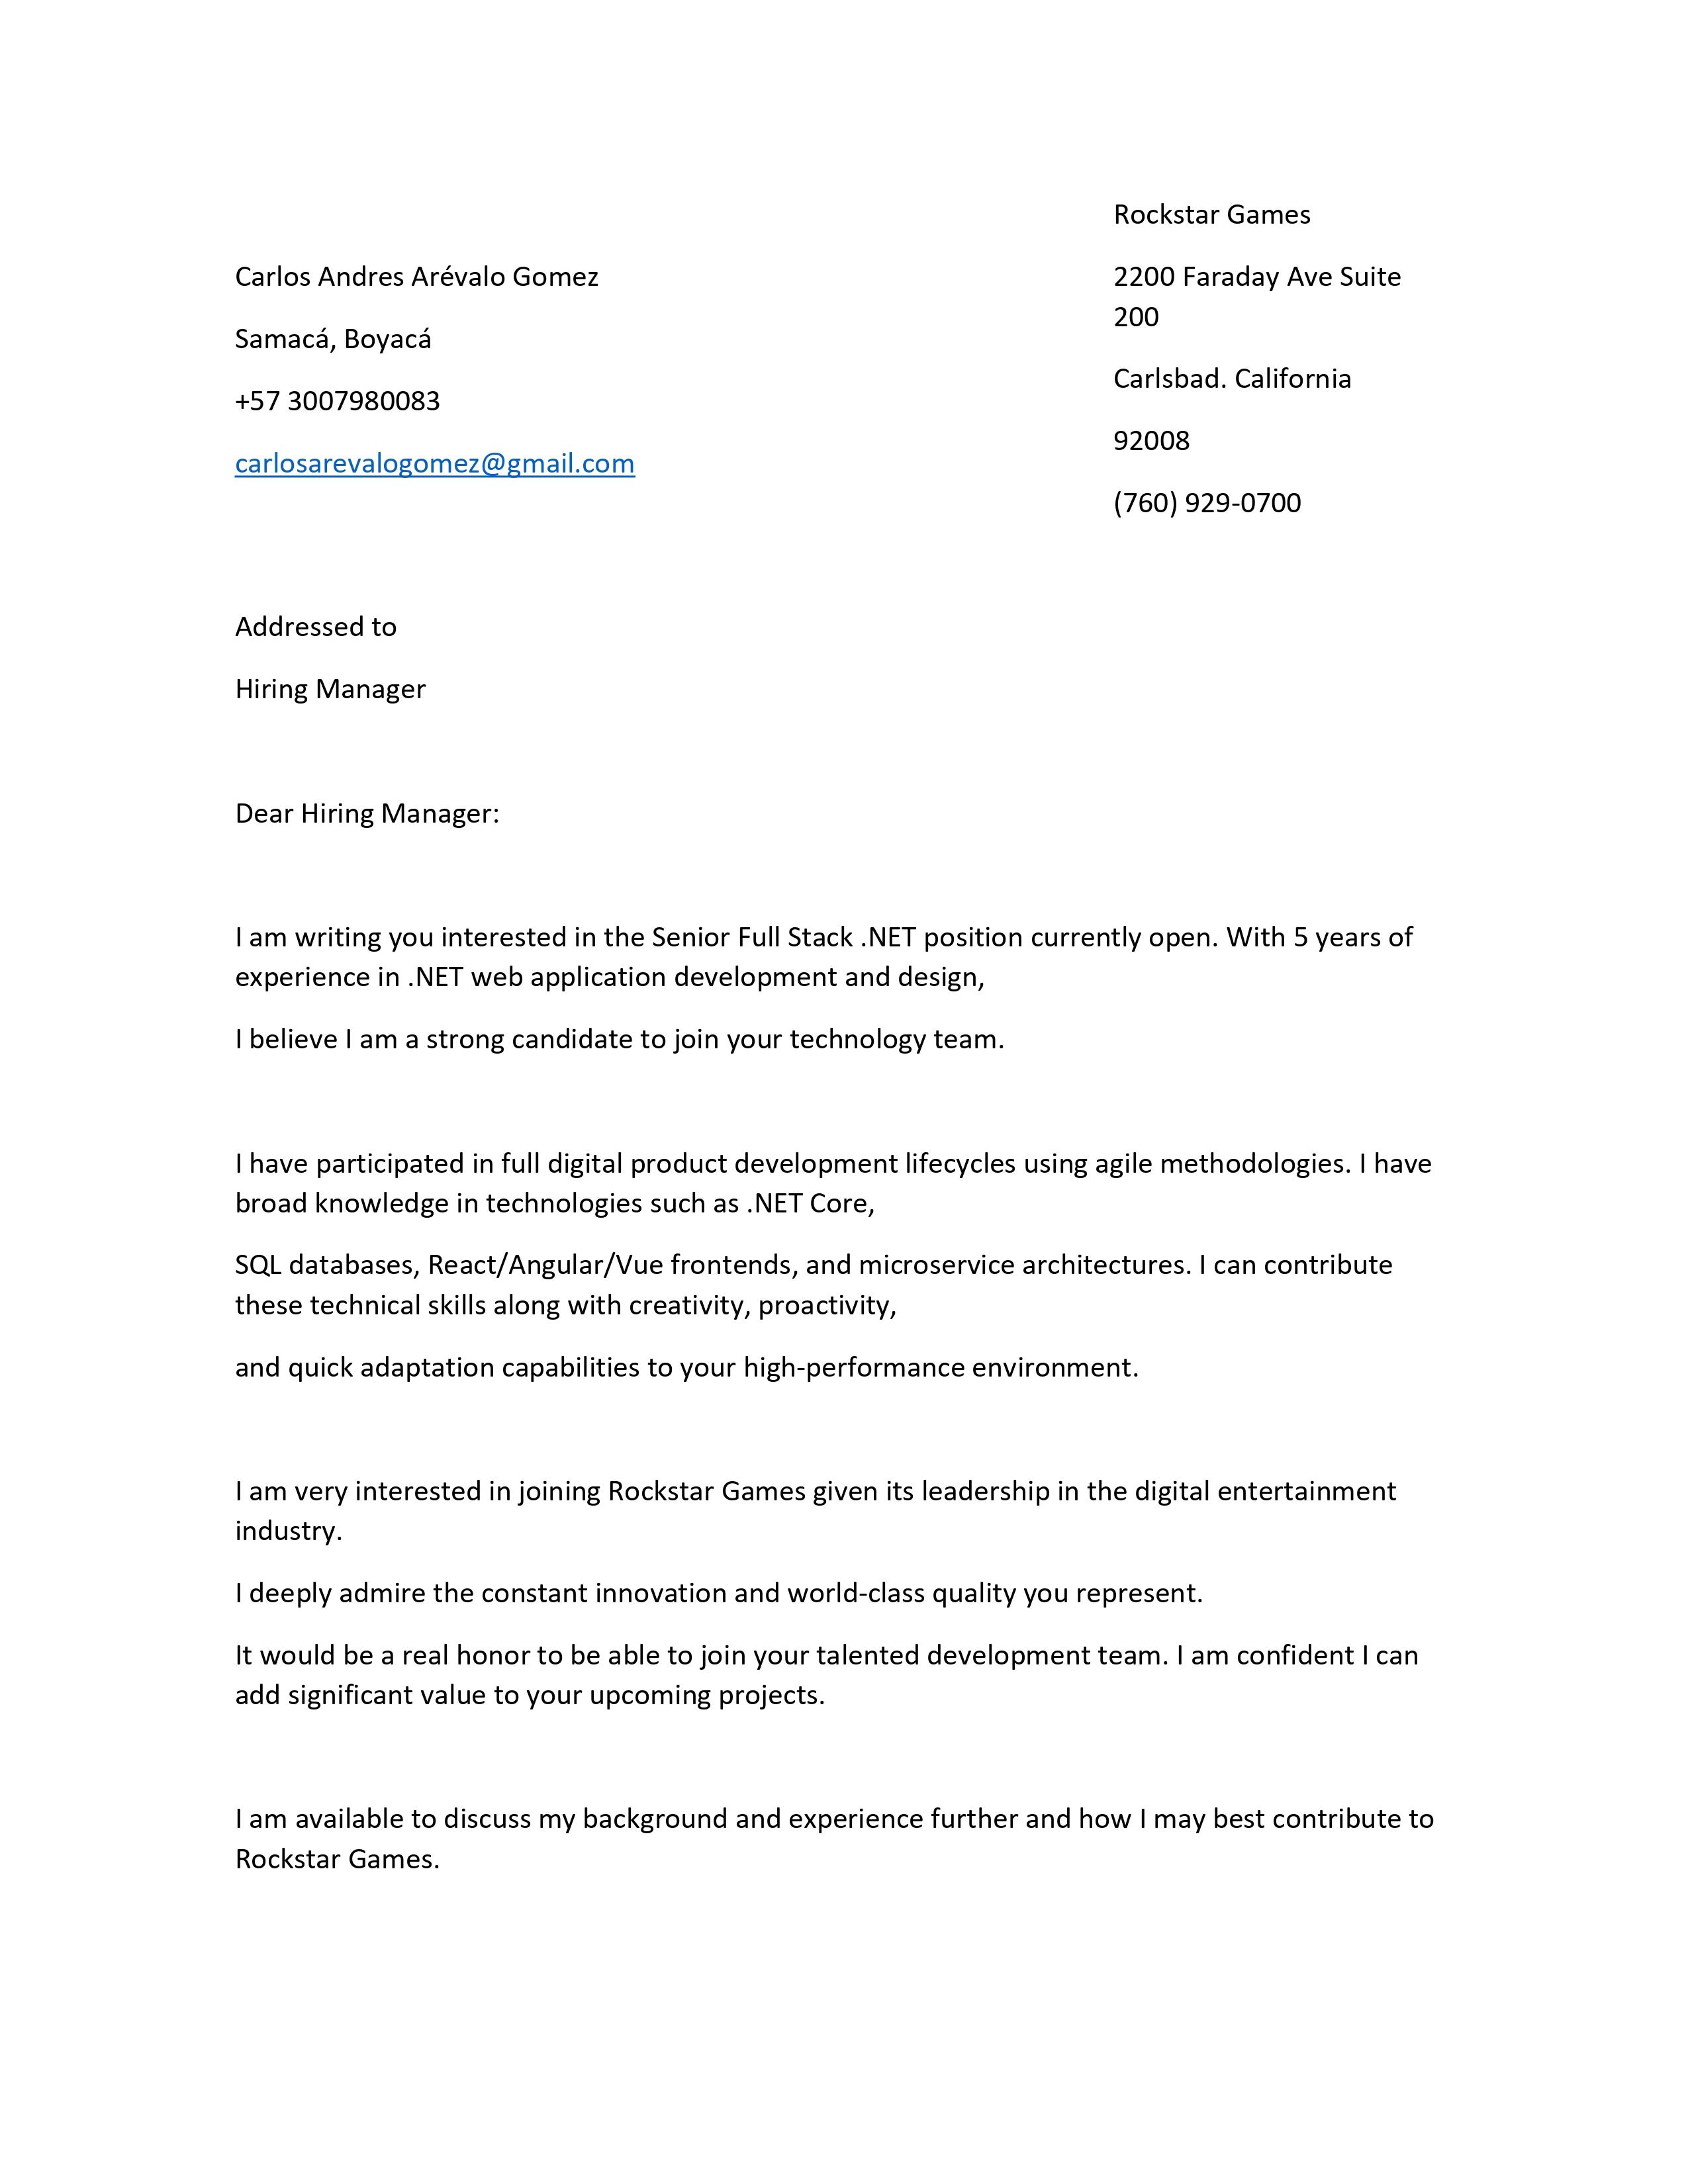 Rockstar Games
Carlos Andres Arévalo Gomez
2200 Faraday Ave Suite
200
Samacá, Boyacá
Carlsbad. California
+57 3007980083
92008
carlosarevalogomez@gmail.com
(760) 929-0700
Addressed to
Hiring Manager
Dear Hiring Manager:
I am writing you interested in the Senior Full Stack .NET position currently open. With 5 years of
experience in .NET web application development and design,
I believe I am a strong candidate to join your technology team.
I have participated in full digital product development lifecycles using agile methodologies. I have
broad knowledge in technologies such as .NET Core,
SQL databases, React/Angular/Vue frontends, and microservice architectures. I can contribute
these technical skills along with creativity, proactivity,
and quick adaptation capabilities to your high-performance environment.
I am very interested in joining Rockstar Games given its leadership in the digital entertainment
industry.
I deeply admire the constant innovation and world-class quality you represent.
It would be a real honor to be able to join your talented development team. I am confident I can
add significant value to your upcoming projects.
I am available to discuss my background and experience further and how I may best contribute to
Rockstar Games.